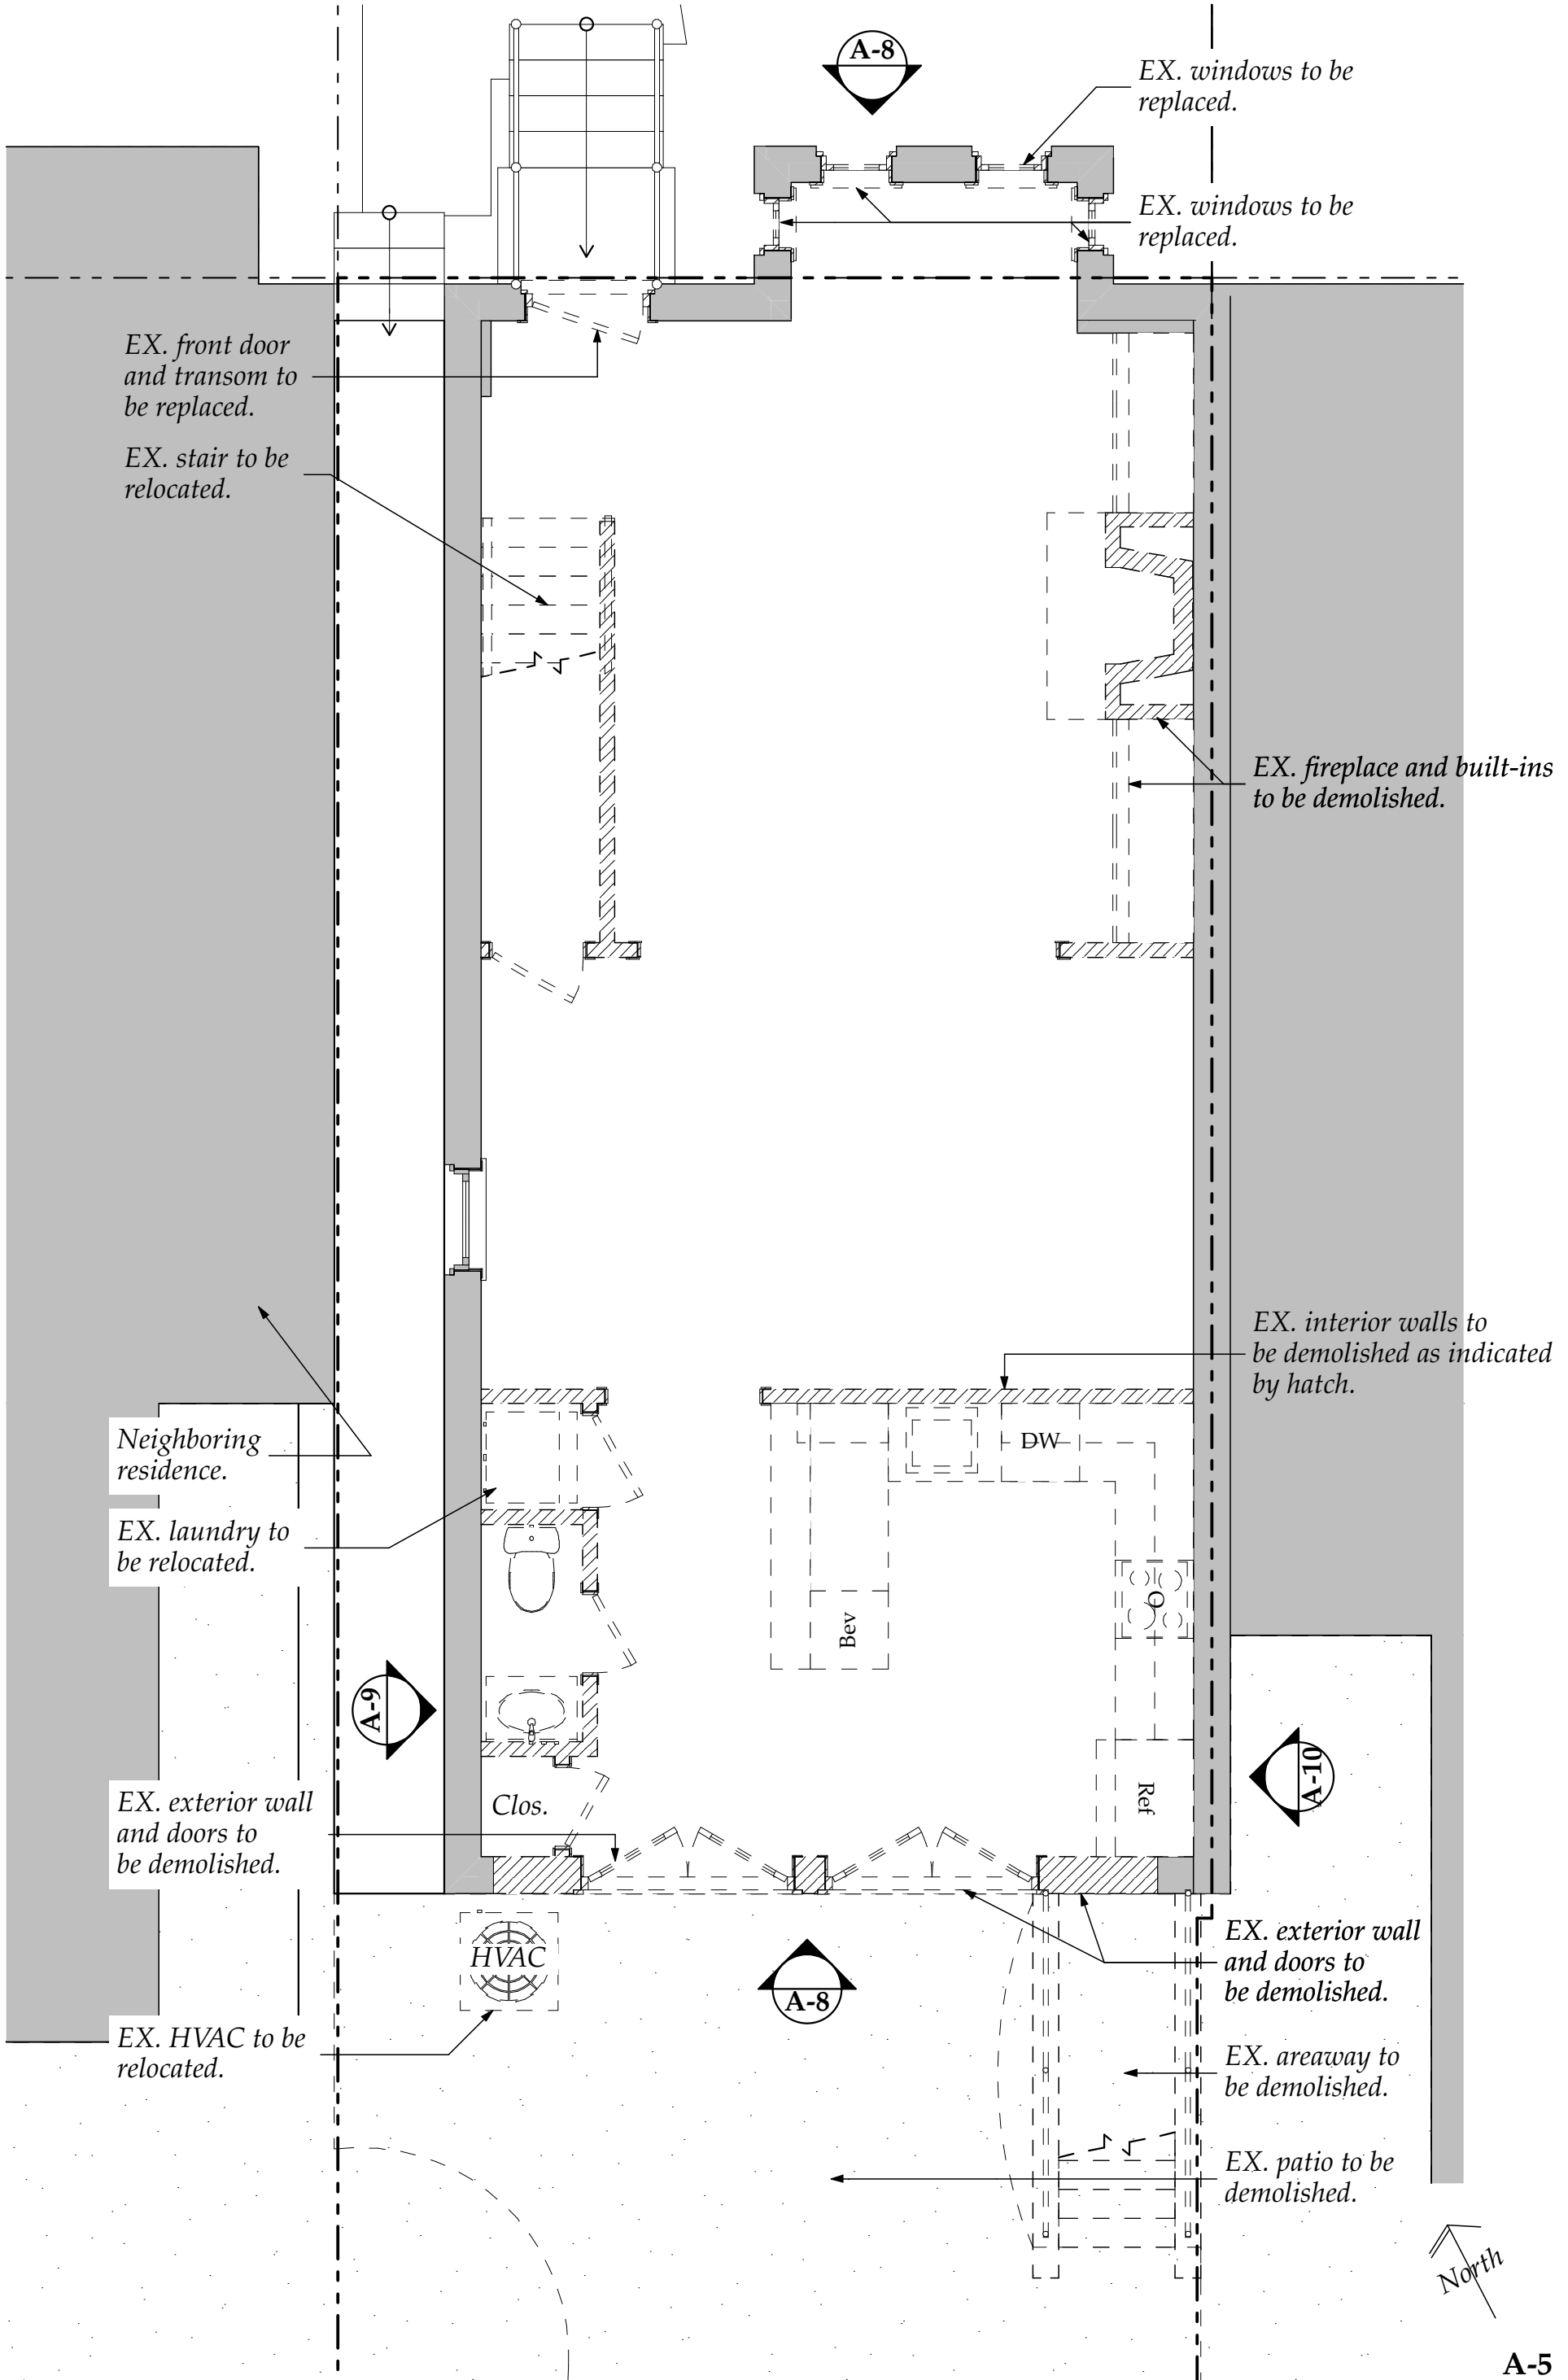 A-8
EX. windows to be
replaced.
EX. windows to be
replaced.
EX. front door
and transom to
be replaced.
EX. stair to be
relocated.
EX. fireplace and built-ins
to be demolished.
EX. interior walls to
be demolished as indicated
by hatch.
Neighboring
residence.
DW
EX. laundry to
be relocated.
O
Bev
A-9
A-10
Ref
EX. exterior wall
and doors to
be demolished.
Clos.
HVAC
A-8
EX. exterior wall
and doors to
be demolished.
EX. HVAC to be
relocated.
EX. areaway to
be demolished.
EX. patio to be
demolished.
North
A-5